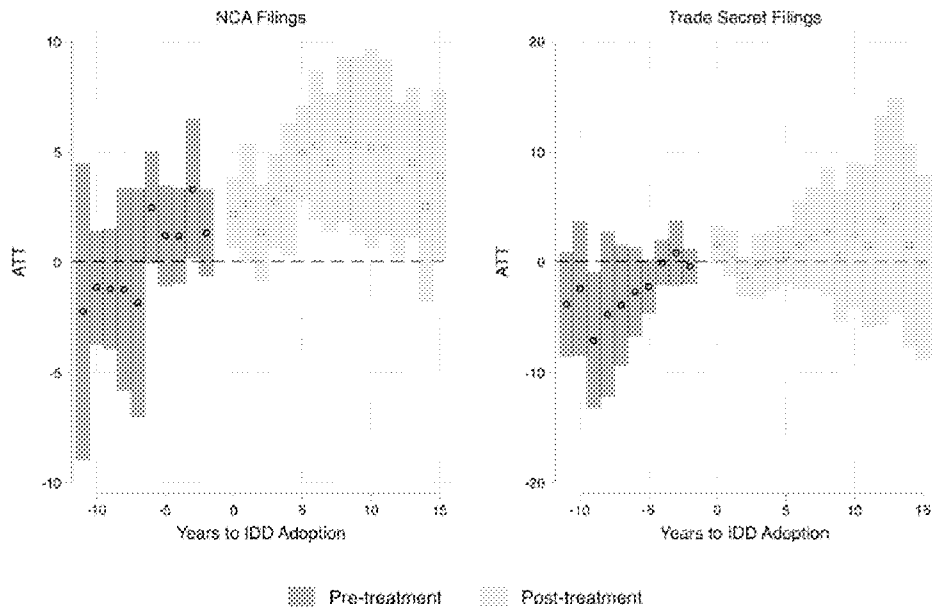 NCA Filings
Trade Secret Filings
10
5
0
-5
-10
ATT
-10
-5
0
5
10
15
Years to IDD Adoption
20
10
0
-10
-20
ATT
-10
-5
0
5
10
15
Years to IDD Adoption
Pre-treatment
Post-treatment